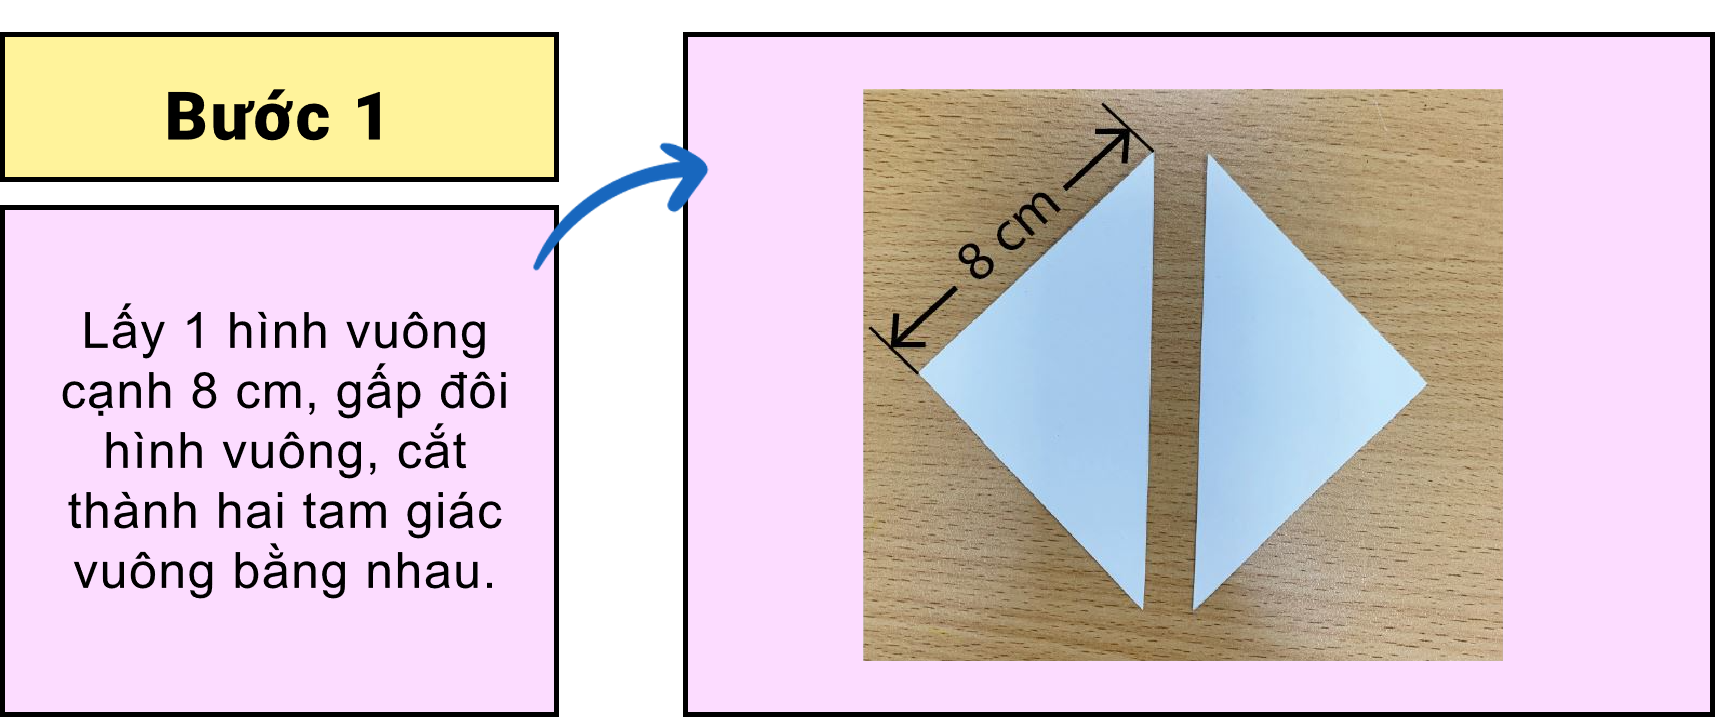 Bước 1
Lấy 1 hình vuông
cạnh 8 cm, gấp đôi
hình vuông, cắt
thành hai tam giác
vuông bằng nhau.
8 cm